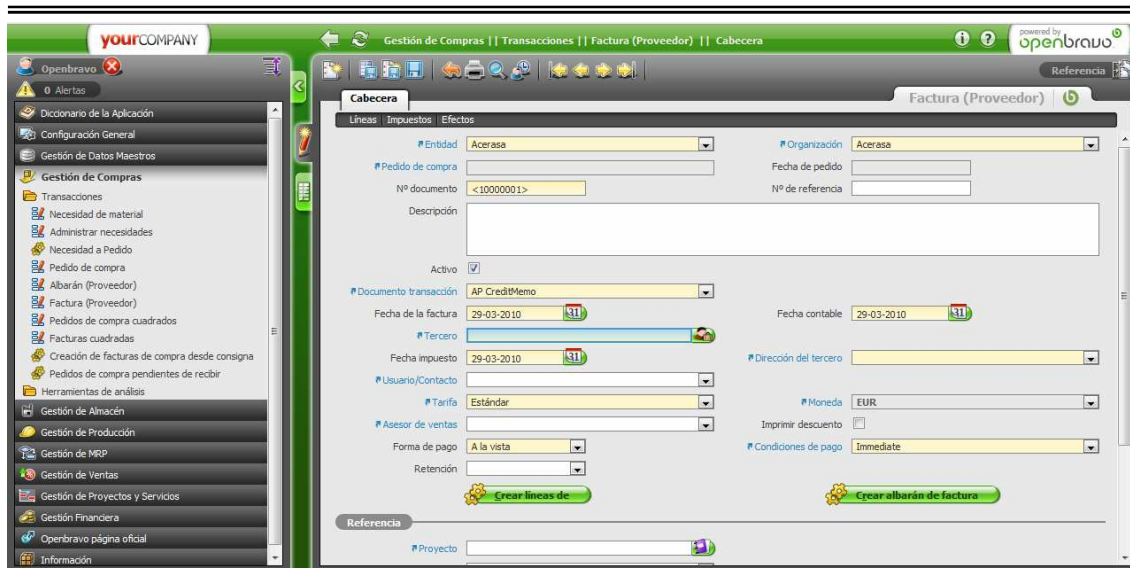 yourCOMPANY
Gestión de Compras || Transacciones || Factura (Proveedor) || Cabecera
powered by
openbravo
Openbravo
0 Alertas
Referencia
Diccionario de la Aplicación
Configuración General
Gestión de Datos Maestros
Gestión de Compras
Transacciones
Necesidad de material
Administrar necesidades
Necesidad a Pedido
Pedido de compra
Albarán (Proveedor)
Factura (Proveedor)
Pedidos de compra cuadrados
Facturas cuadradas
Creación de facturas de compra desde consigna
Pedidos de compra pendientes de recibir
Herramientas de análisis
Gestión de Almacén
Gestión de Producción
Gestión de MRP
Gestión de Ventas
Gestión de Proyectos y Servicios
Gestión Financiera
Openbravo página oficial
Información
Cabecera
Factura (Proveedor)
Líneas Impuestos Efectos
Entidad Acerasa Organización Acerasa
Pedido de compra Fecha de pedido
Nº documento <10000001> Nº de referencia
Descripción
Activo
Documento transacción AP CreditMemo
Fecha de la factura 29-03-2010 31 Fecha contable 29-03-2010 31
Tercero
Fecha impuesto 29-03-2010 31 Dirección del tercero
Usuario/Contacto
Tarifa Estándar Moneda EUR
Asesor de ventas Imprimir descuento
Forma de pago A la vista Condiciones de pago Immediate
Retención
Crear líneas de Crear albarán de factura
Referencia
Proyecto